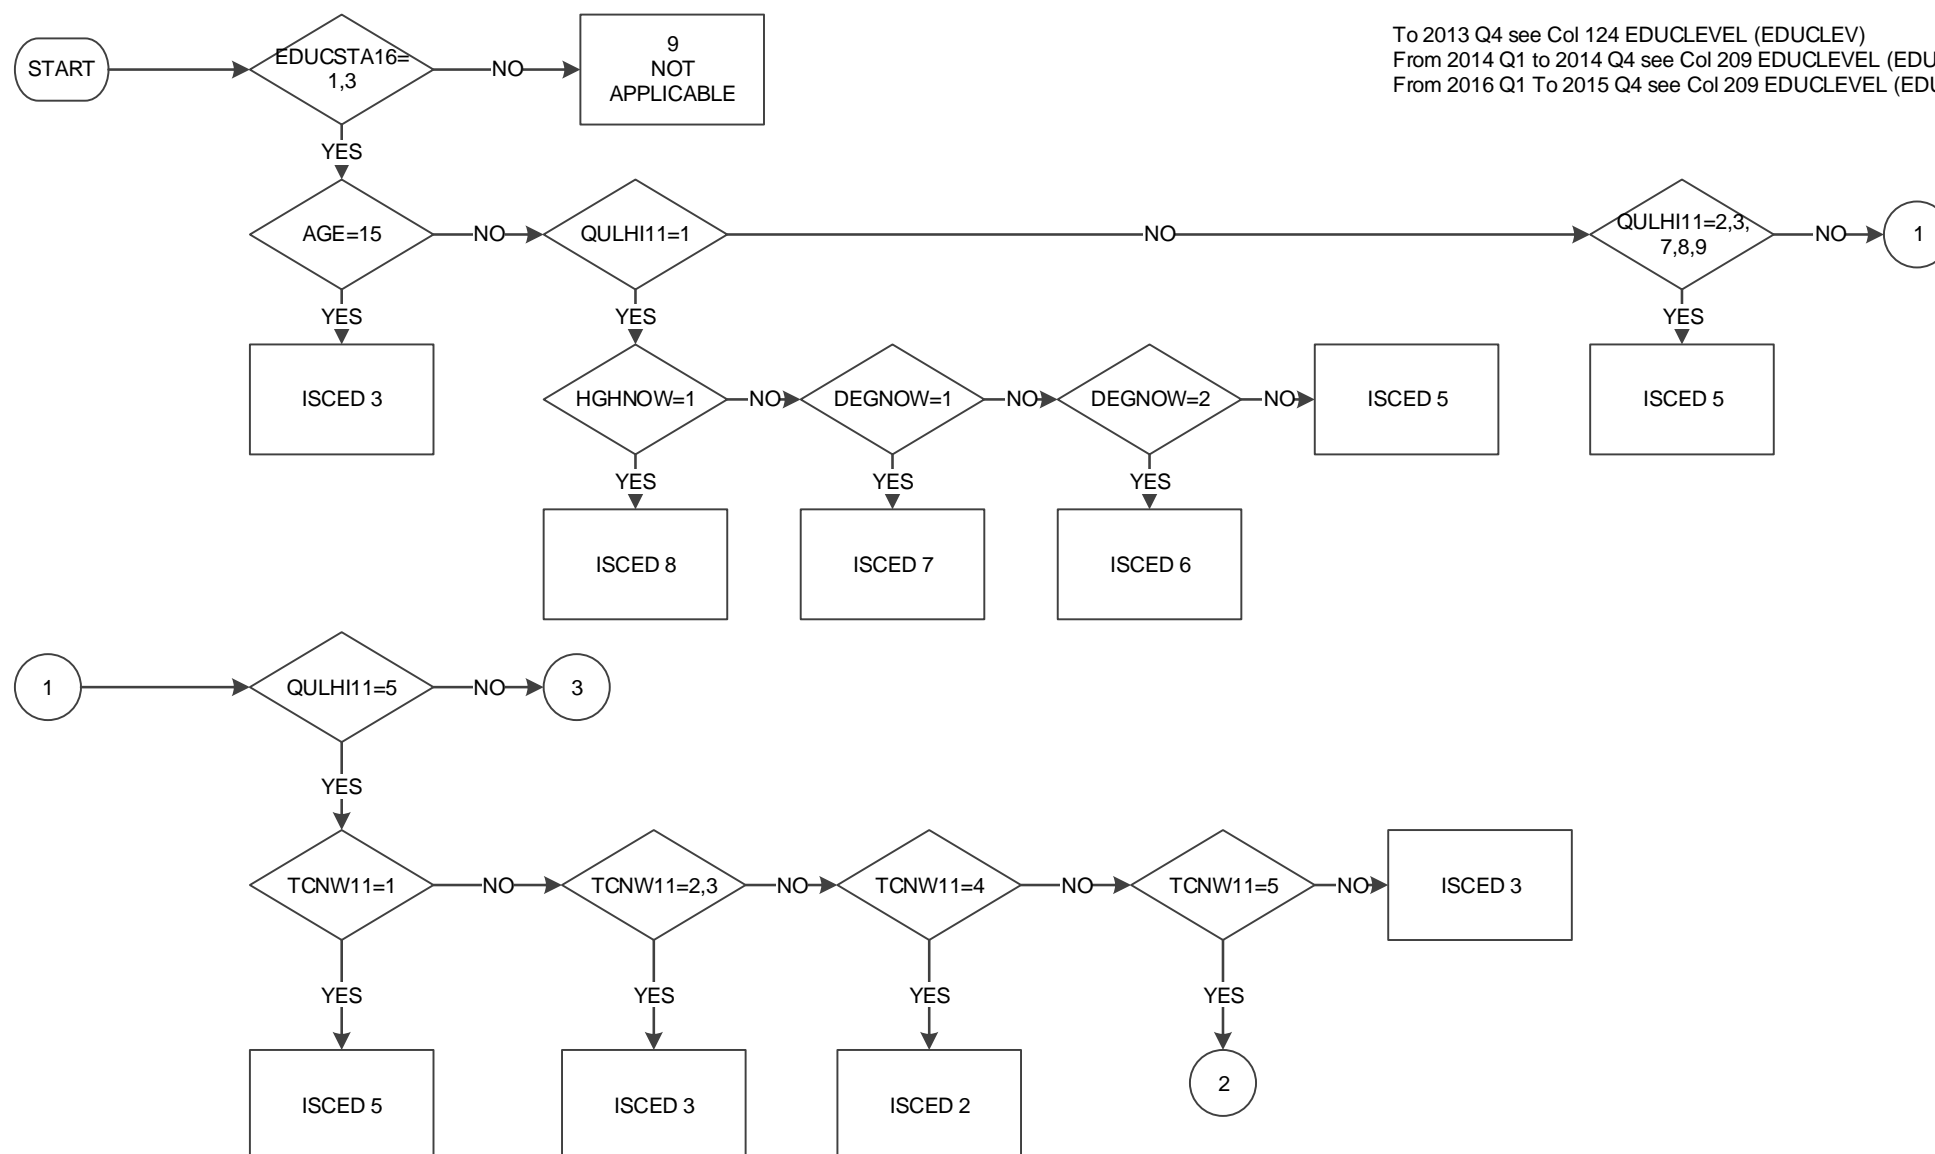 To 2013 Q4 see Col 124 EDUCLEVEL (EDUCLEV)
From 2014 Q1 to 2014 Q4 see Col 209 EDUCLEVEL (EDU
From 2016 Q1 To 2015 Q4 see Col 209 EDUCLEVEL (EDU
START
EDUCSTA16=
1,3
NO
9
NOT
APPLICABLE
YES
AGE=15
NO
QULHI11=1
NO
QULHI11=2,3,
7,8,9
NO
1
YES
YES
YES
ISCED 3
HGHNOW=1
NO
DEGNOW=1
NO
DEGNOW=2
NO
ISCED 5
ISCED 5
YES
YES
YES
ISCED 8
ISCED 7
ISCED 6
1
QULHI11=5
NO
3
YES
TCNW11=1
NO
TCNW11=2,3
NO
TCNW11=4
NO
TCNW11=5
NO
ISCED 3
YES
YES
YES
YES
ISCED 5
ISCED 3
ISCED 2
2